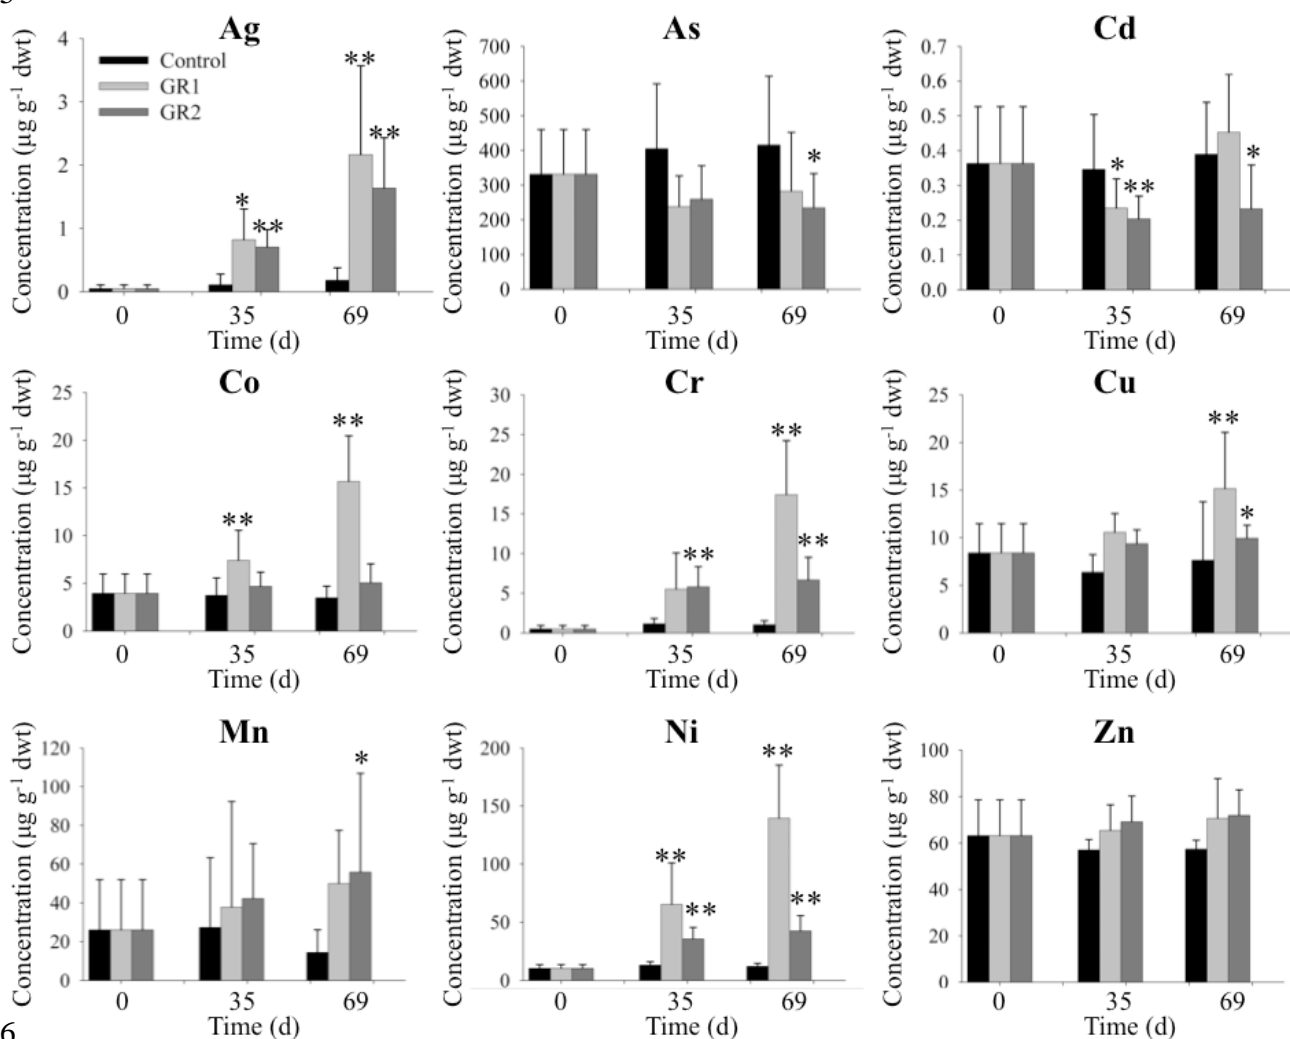 Ag
Concentration (µg g-1 dwt)
4
3
2
1
0
Control
GR1
GR2
*
**
**
**
0 35 69
Time (d)
As
Concentration (µg g-1 dwt)
700
600
500
400
300
200
100
0
*
0 35 69
Time (d)
Cd
Concentration (µg g-1 dwt)
0.7
0.6
0.5
0.4
0.3
0.2
0.1
0.0
*
**
*
0 35 69
Time (d)
Co
Concentration (µg g-1 dwt)
25
20
15
10
5
0
**
**
0 35 69
Time (d)
Cr
Concentration (µg g-1 dwt)
30
25
20
15
10
5
0
**
**
**
0 35 69
Time (d)
Cu
Concentration (µg g-1 dwt)
25
20
15
10
5
0
**
*
0 35 69
Time (d)
Mn
Concentration (µg g-1 dwt)
120
100
80
60
40
20
0
*
0 35 69
Time (d)
Ni
Concentration (µg g-1 dwt)
200
150
100
50
0
**
**
**
**
0 35 69
Time (d)
Zn
Concentration (µg g-1 dwt)
100
80
60
40
20
0
0 35 69
Time (d)
6